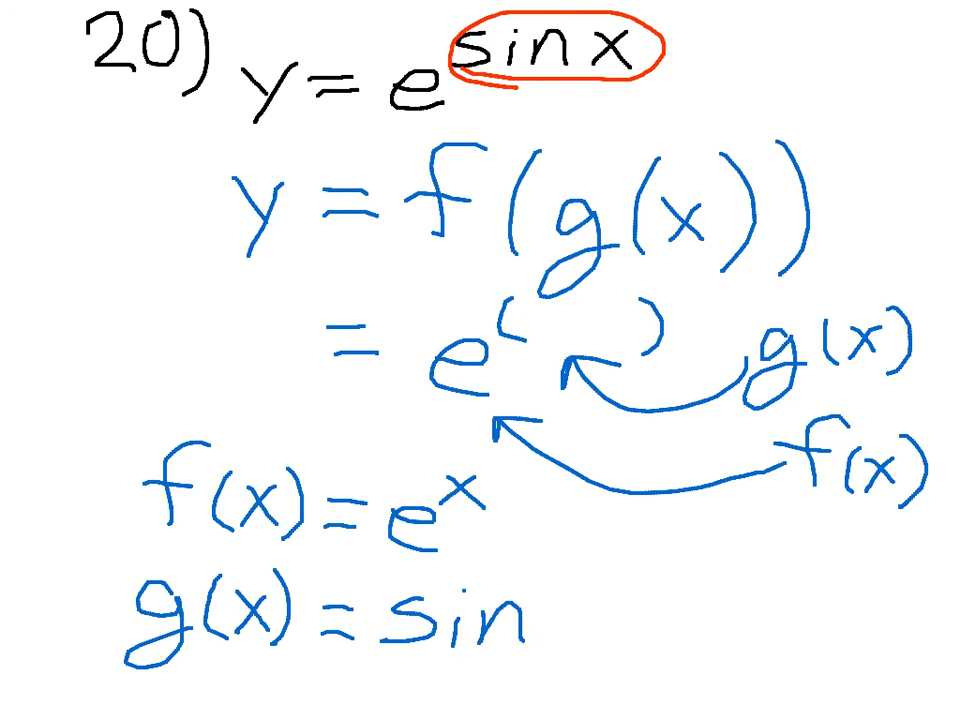 20) y = e^sin x
y = f(g(x))
= e^( ) g(x)
f(x)
f(x) = e^x
g(x) = sin